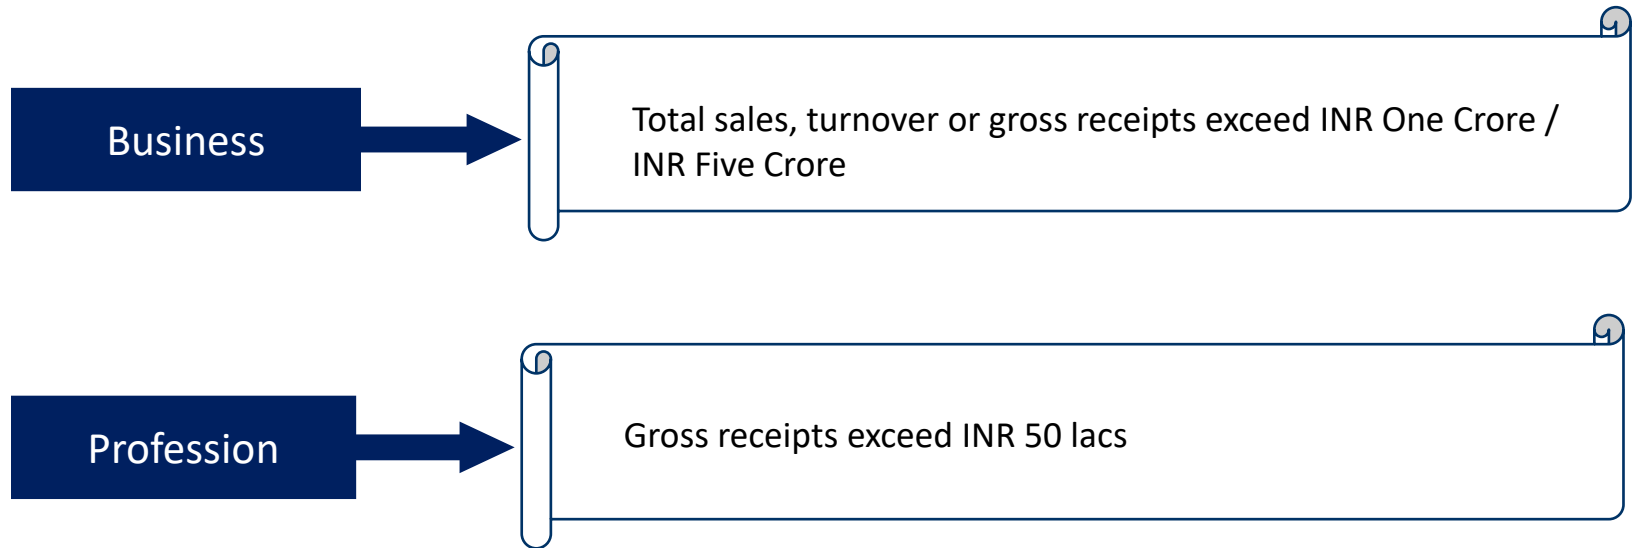 Business
Total sales, turnover or gross receipts exceed INR One Crore /
INR Five Crore
Profession
Gross receipts exceed INR 50 lacs